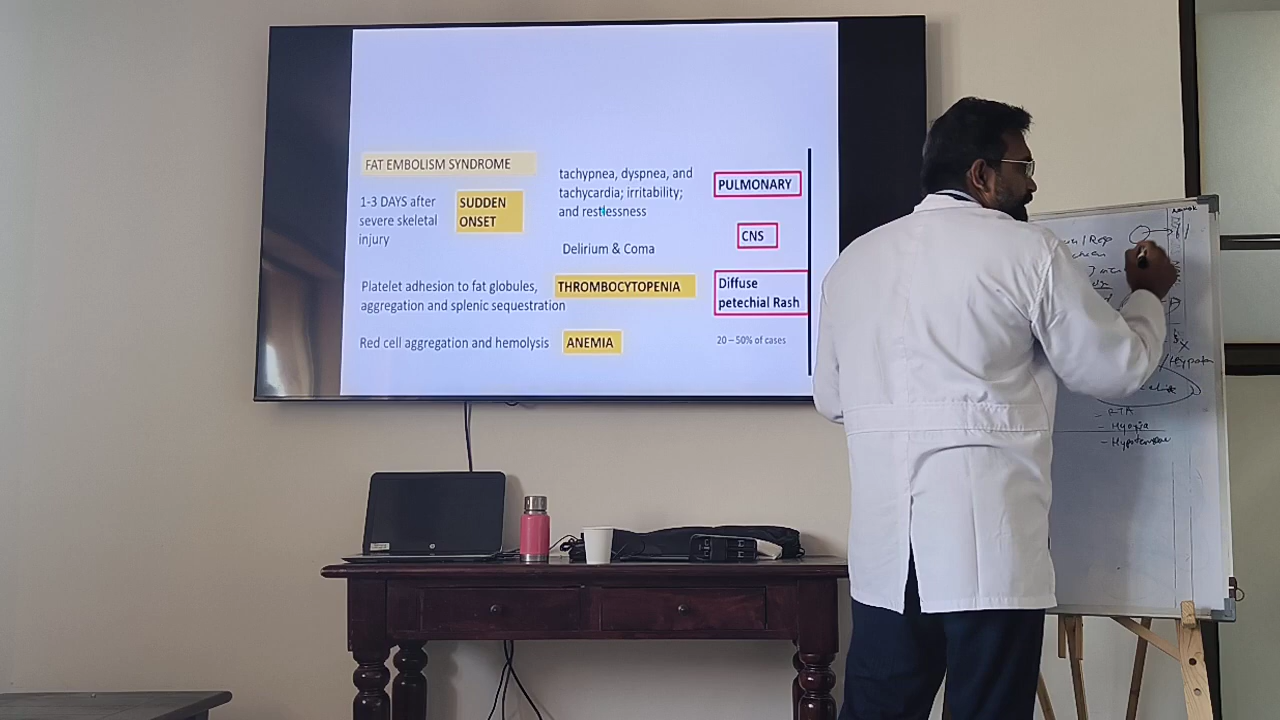 FAT EMBOLISM SYNDROME
1-3 DAYS after
severe skeletal
injury
SUDDEN
ONSET
tachypnea, dyspnea, and
tachycardia; irritability;
and restlessness
PULMONARY
Delirium & Coma
CNS
Platelet adhesion to fat globules,
aggregation and splenic sequestration
THROMBOCYTOPENIA
Diffuse
petechial Rash
Red cell aggregation and hemolysis
ANEMIA
20 – 50% of cases
- RTA